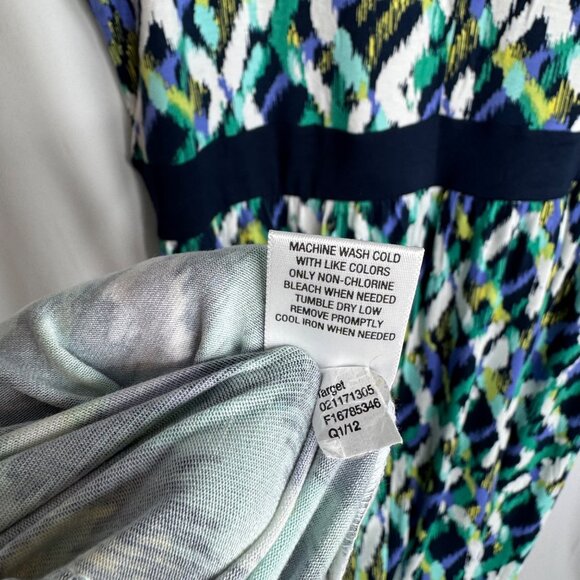 MACHINE WASH COLD
WITH LIKE COLORS
ONLY NON-CHLORINE
BLEACH WHEN NEEDED
TUMBLE DRY LOW
REMOVE PROMPTLY
COOL IRON WHEN NEEDED
Target
021171305
F16785346
Q1/12